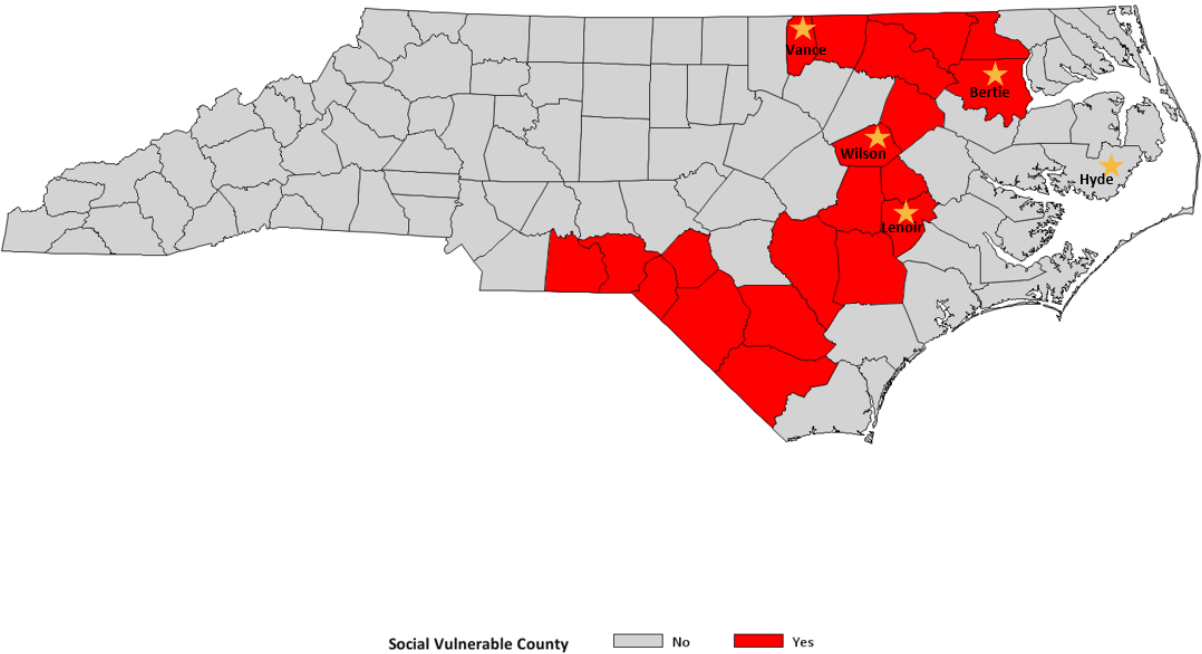 Vance
Bertie
Wilson
Hyde
Lenoir
Social Vulnerable County No Yes